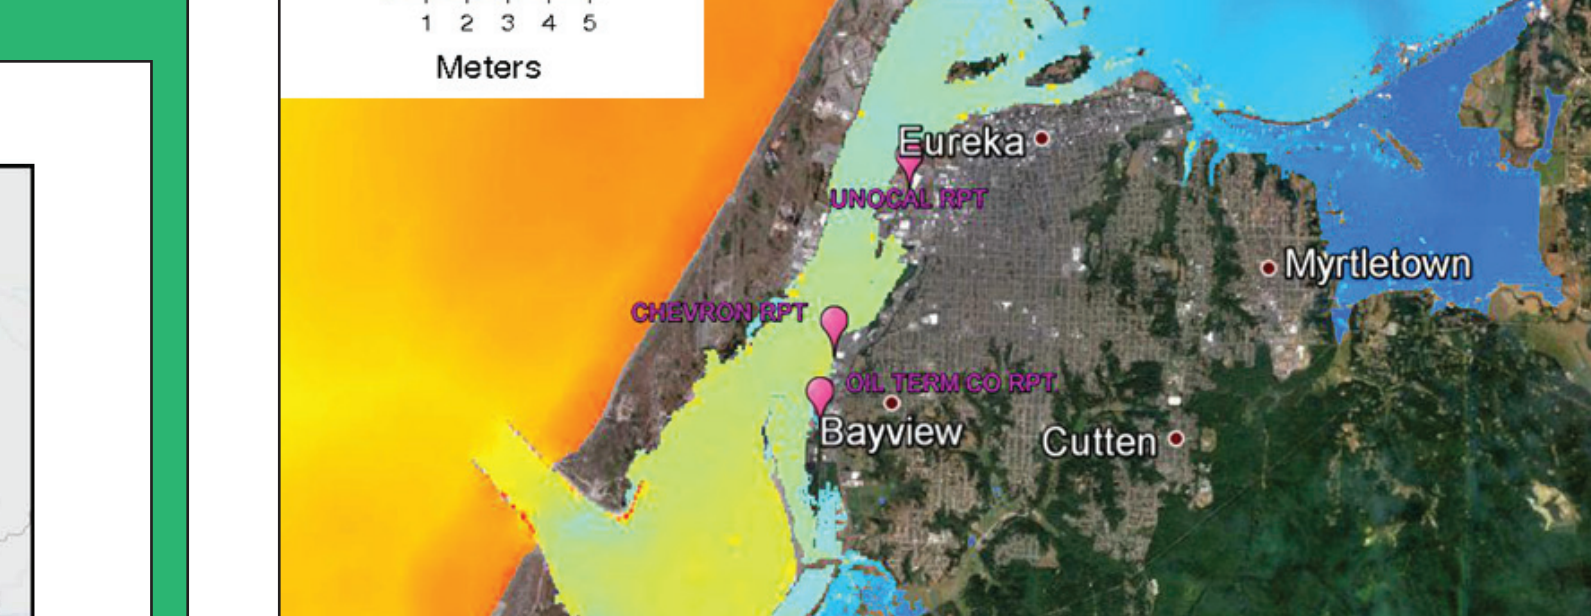 1 2 3 4 5
Meters
Eureka
UNOCAL RPT
Myrtletown
CHEVRON RPT
OIL TERM CO RPT
Bayview
Cutten